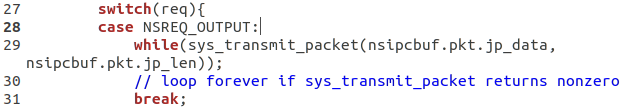 27 switch(req){
28 case NSREQ_OUTPUT:
29 while(sys_transmit_packet(nsipcbuf.pkt.jp_data,
nsipcbuf.pkt.jp_len));
30 // loop forever if sys_transmit_packet returns nonzero
31 break;